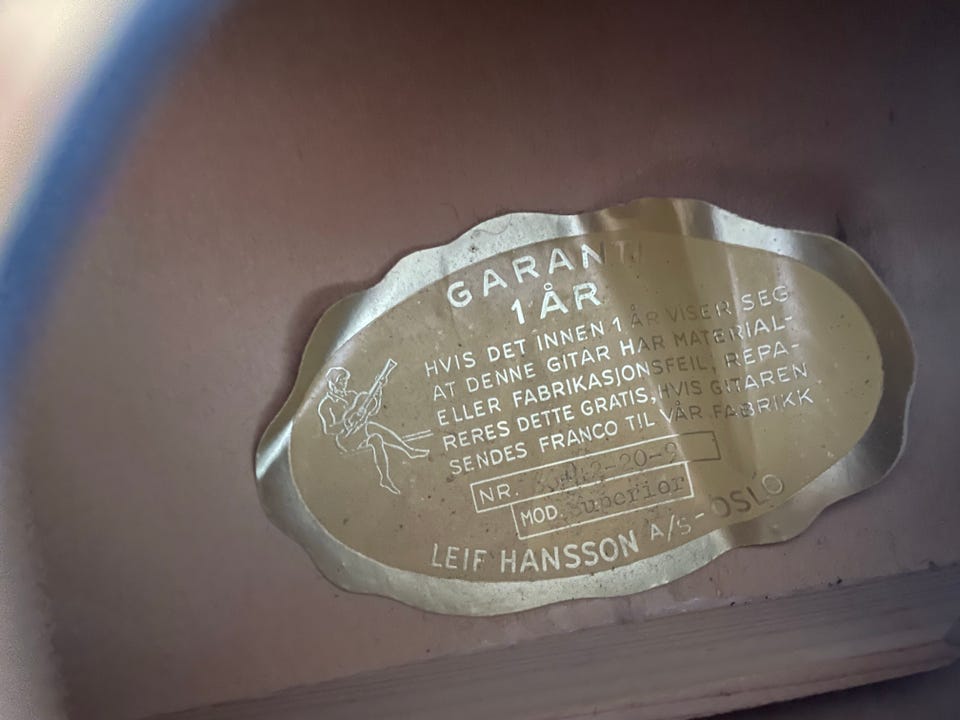 GARANTI
1 ÅR
HVIS DET INNEN 1 ÅR VISER SEG
AT DENNE GITAR HAR MATERIAL-
ELLER FABRIKASJONSFEIL, REPA-
RERES DETTE GRATIS, HVIS GITAREN
SENDES FRANCO TIL VÅR FABRIKK
NR.
MOD. Superior
LEIF HANSSON A/S - OSLO